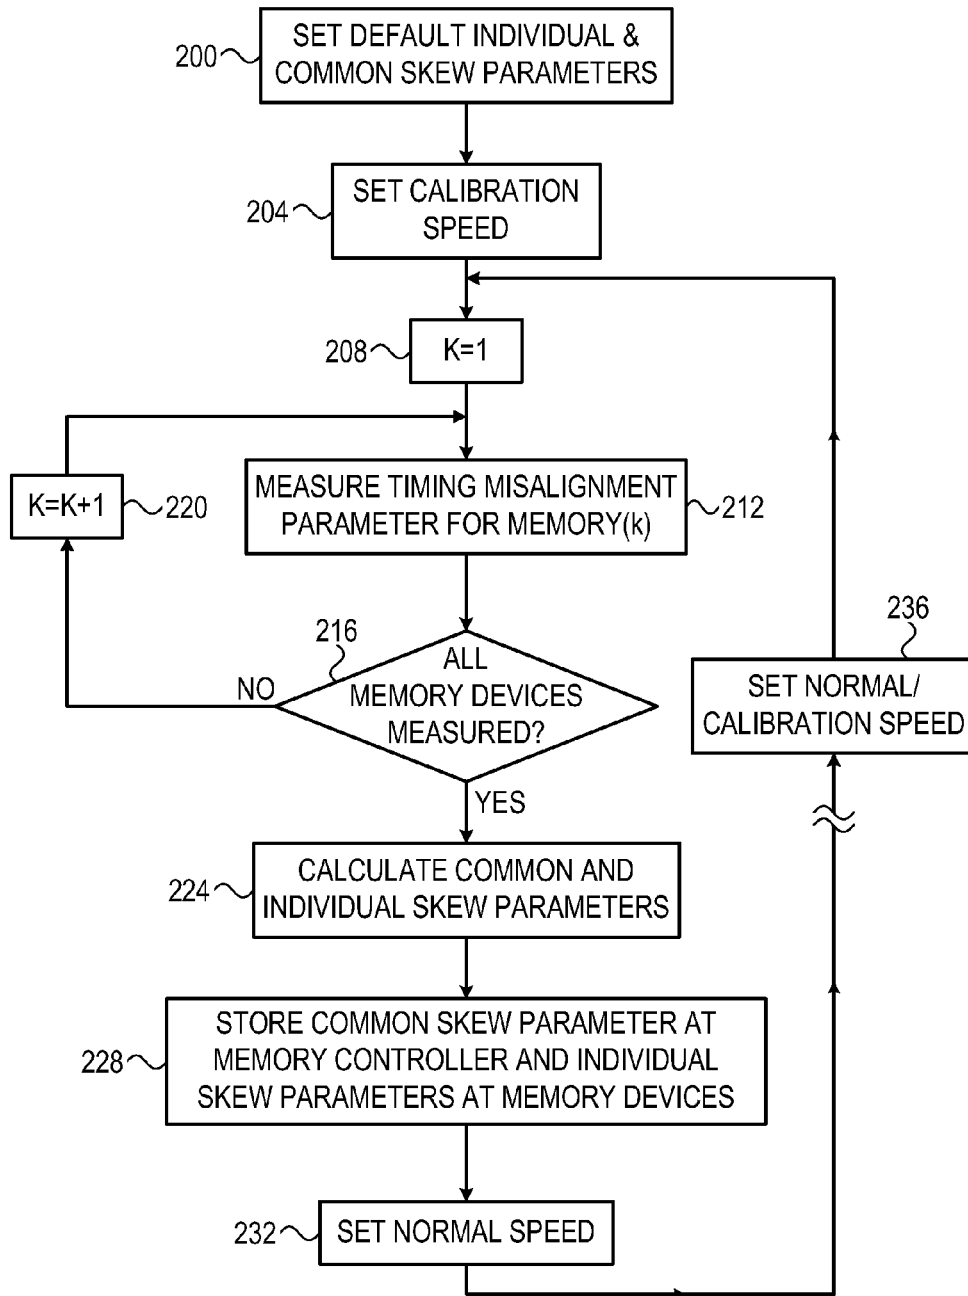 200
SET DEFAULT INDIVIDUAL &
COMMON SKEW PARAMETERS
204
SET CALIBRATION
SPEED
208
K=1
K=K+1
220
MEASURE TIMING MISALIGNMENT
PARAMETER FOR MEMORY(k)
212
216
ALL
MEMORY DEVICES
MEASURED?
NO
YES
236
SET NORMAL/
CALIBRATION SPEED
224
CALCULATE COMMON AND
INDIVIDUAL SKEW PARAMETERS
228
STORE COMMON SKEW PARAMETER AT
MEMORY CONTROLLER AND INDIVIDUAL
SKEW PARAMETERS AT MEMORY DEVICES
232
SET NORMAL SPEED